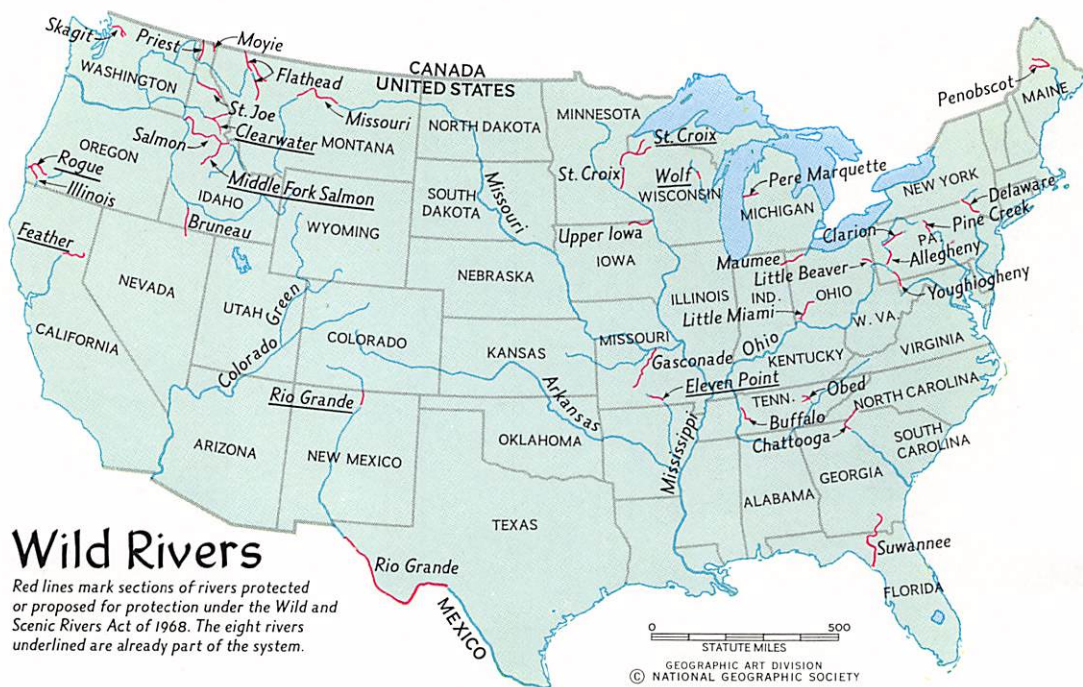 Skagit
Priest
Moyie
CANADA
UNITED STATES
WASHINGTON
Flathead
St. Joe
Clearwater
Missouri
MONTANA
NORTH DAKOTA
MINNESOTA
Penobscot
MAINE
Salmon
OREGON
Rogue
Illinois
IDAHO
Middle Fork Salmon
Bruneau
WYOMING
SOUTH DAKOTA
Missouri
St. Croix
St. Croix
Wolf
WISCONSIN
Pere Marquette
MICHIGAN
NEW YORK
Delaware
Pine Creek
Clarion
PA.
Allegheny
Feather
NEVADA
UTAH
Green
NEBRASKA
Upper Iowa
IOWA
Maumee
Little Beaver
Youghiogheny
ILLINOIS
IND.
OHIO
Little Miami
W. VA.
CALIFORNIA
Colorado
COLORADO
KANSAS
MISSOURI
Gasconade
Ohio
KENTUCKY
VIRGINIA
Rio Grande
Arkansas
Eleven Point
TENN.
Obed
NORTH CAROLINA
Buffalo
Chattooga
SOUTH CAROLINA
ARIZONA
NEW MEXICO
OKLAHOMA
Mississippi
ALABAMA
GEORGIA
TEXAS
Suwannee
FLORIDA
Rio Grande
MEXICO
Wild Rivers
Red lines mark sections of rivers protected
or proposed for protection under the Wild and
Scenic Rivers Act of 1968. The eight rivers
underlined are already part of the system.
0 500
STATUTE MILES
GEOGRAPHIC ART DIVISION
© NATIONAL GEOGRAPHIC SOCIETY